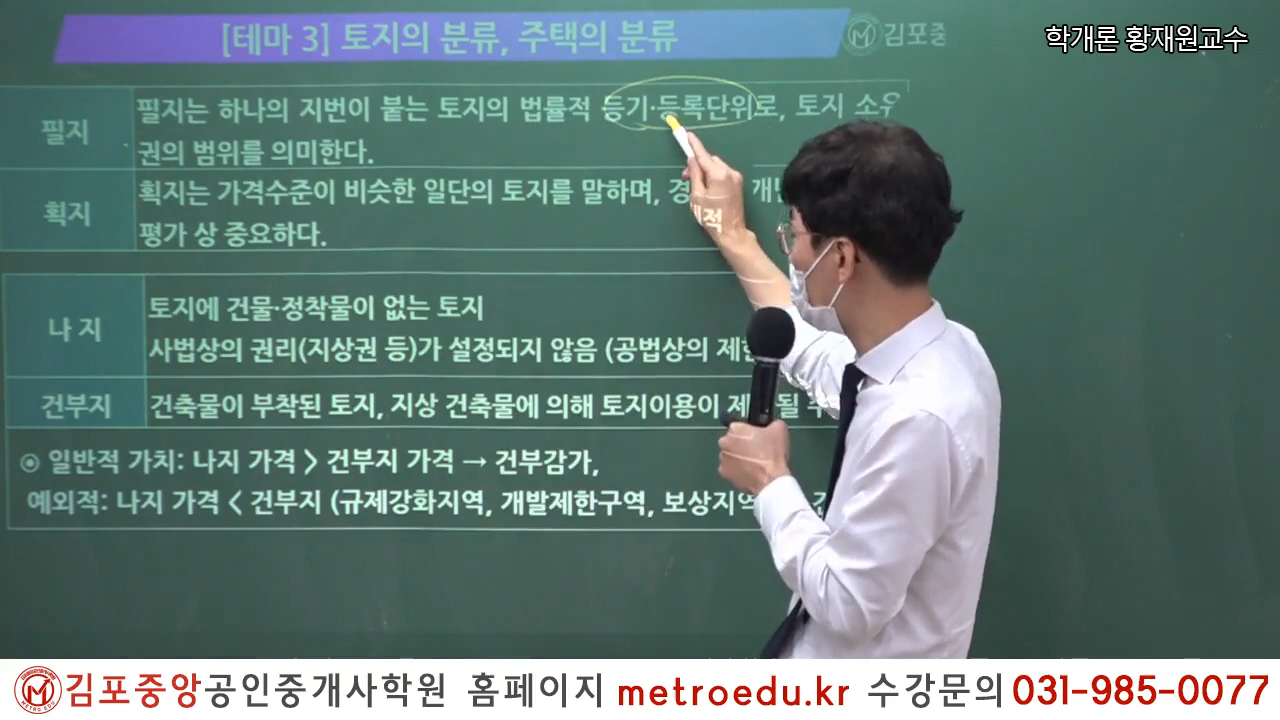 [테마 3] 토지의 분류, 주택의 분류
김포중
학개론 황재원교수
필지
필지는 하나의 지번이 붙는 토지의 법률적 등기·등록단위로, 토지 소유
권의 범위를 의미한다.
획지
획지는 가격수준이 비슷한 일단의 토지를 말하며,
평가 상 중요하다.
나 지
토지에 건물·정착물이 없는 토지
사법상의 권리(지상권 등)가 설정되지 않음 (공법상의
건부지
건축물이 부착된 토지, 지상 건축물에 의해 토지이용이
◉ 일반적 가치: 나지 가격 > 건부지 가격 → 건부감가,
예외적: 나지 가격 < 건부지 (규제강화지역, 개발제한구역, 보상지역
METRO EDU
김포중앙공인중개사학원 홈페이지 metroedu.kr 수강문의 031-985-0077